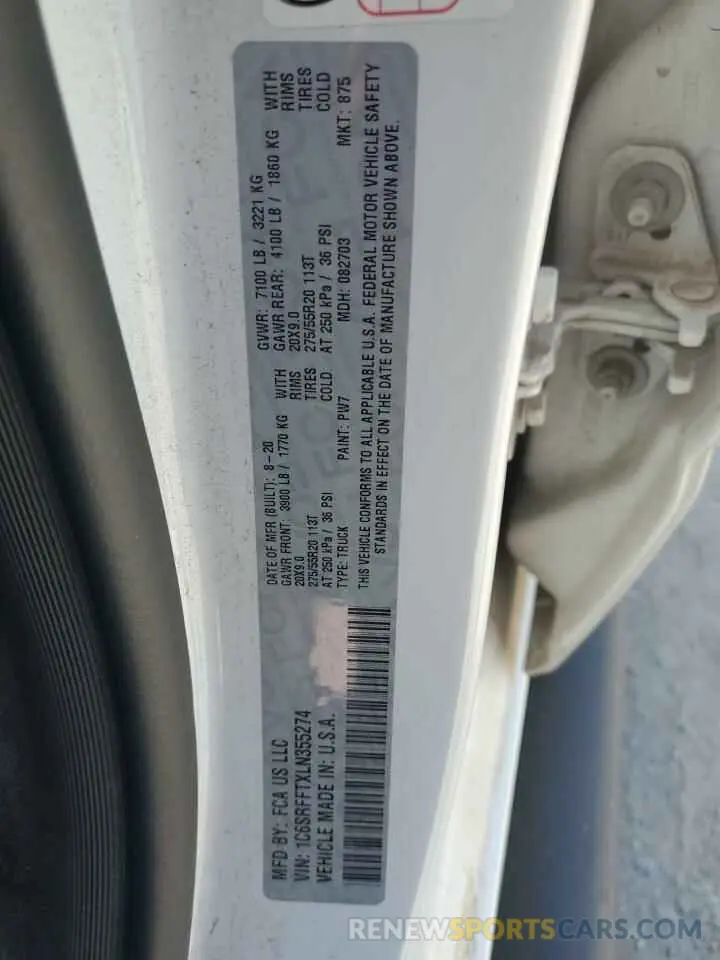 MFD BY: FCA US LLC
VIN: 1C6SRFFTXLN355274
VEHICLE MADE IN: U.S.A.
DATE OF MFR (BUILT): 8-20
GVWR: 7100 LB / 3221 KG
GAWR FRONT: 3900 LB / 1770 KG WITH
GAWR REAR: 4100 LB / 1860 KG WITH
20X9.0 RIMS
20X9.0 RIMS
275/55R20 113T TIRES
275/55R20 113T TIRES
AT 250 kPa / 36 PSI COLD
AT 250 kPa / 36 PSI COLD
TYPE: TRUCK PAINT: PW7 MDH: 082703 MKT: 875
THIS VEHICLE CONFORMS TO ALL APPLICABLE U.S.A. FEDERAL MOTOR VEHICLE SAFETY
STANDARDS IN EFFECT ON THE DATE OF MANUFACTURE SHOWN ABOVE.
RENEWSPORTSCARS.COM